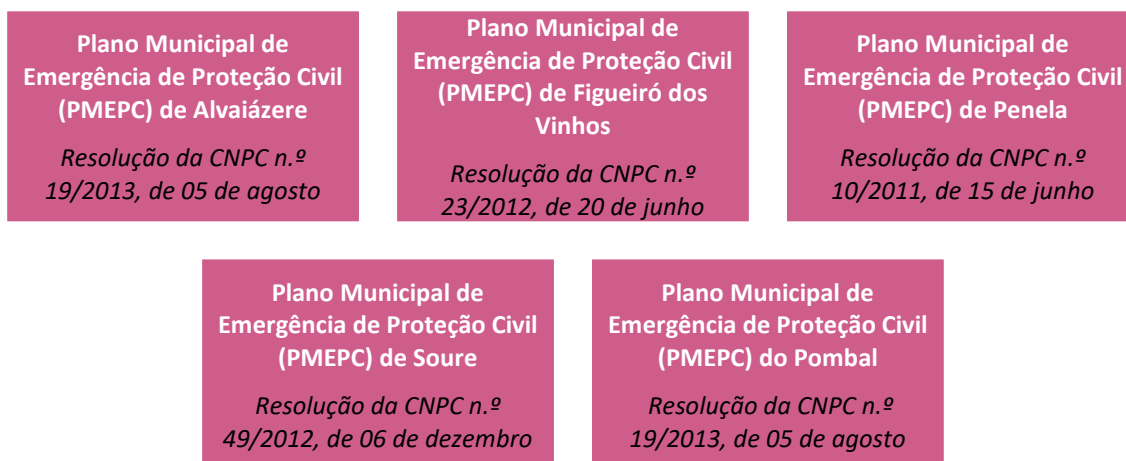 Plano Municipal de
Emergência de Proteção Civil
(PMEPC) de Alvaiázere
Resolução da CNPC n.º
19/2013, de 05 de agosto
Plano Municipal de
Emergência de Proteção Civil
(PMEPC) de Figueiró dos
Vinhos
Resolução da CNPC n.º
23/2012, de 20 de junho
Plano Municipal de
Emergência de Proteção Civil
(PMEPC) de Penela
Resolução da CNPC n.º
10/2011, de 15 de junho
Plano Municipal de
Emergência de Proteção Civil
(PMEPC) de Soure
Resolução da CNPC n.º
49/2012, de 06 de dezembro
Plano Municipal de
Emergência de Proteção Civil
(PMEPC) do Pombal
Resolução da CNPC n.º
19/2013, de 05 de agosto